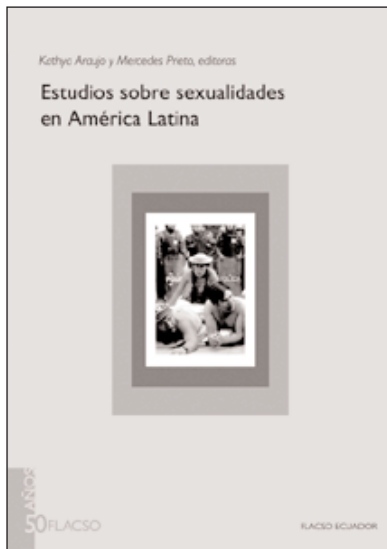 Kathya Araujo y Mercedes Prieto, editoras
Estudios sobre sexualidades
en América Latina
50 AÑOS
FLACSO
FLACSO ECUADOR